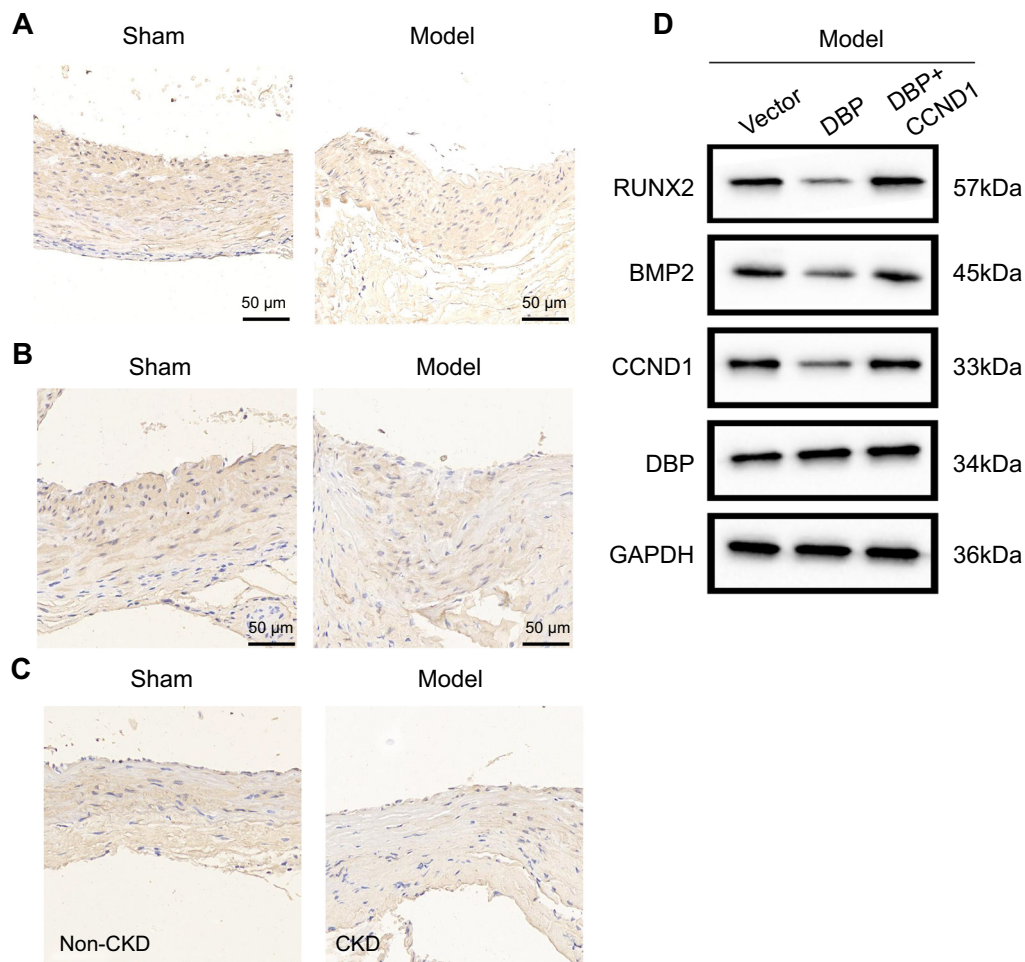 A
Sham
Model
50 µm
50 µm
B
Sham
Model
50 µm
50 µm
C
Sham
Model
Non-CKD
CKD
D
Model
Vector
DBP
DBP+
CCND1
RUNX2
57kDa
BMP2
45kDa
CCND1
33kDa
DBP
34kDa
GAPDH
36kDa